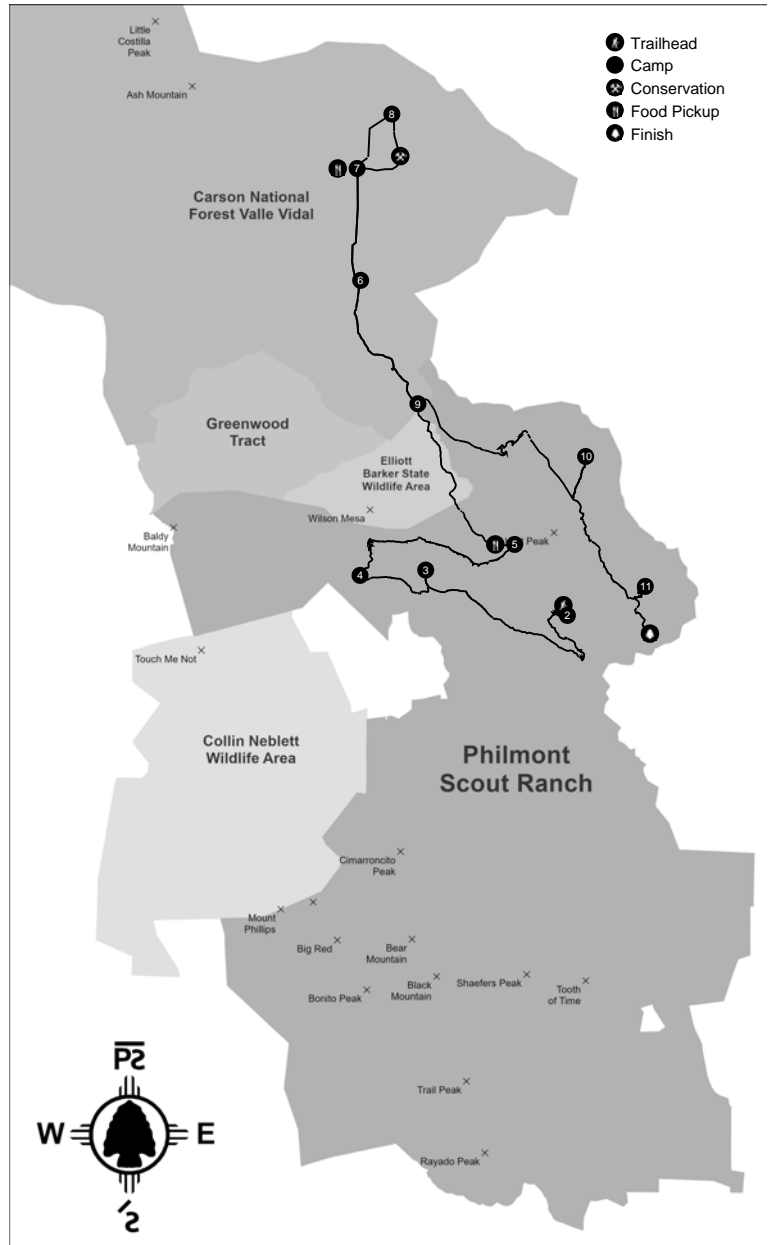 Little
Costilla
Peak
Ash Mountain
Trailhead
Camp
Conservation
Food Pickup
Finish
8
7
Carson National
Forest Valle Vidal
6
9
Greenwood
Tract
Elliott
Barker State
Wildlife Area
10
Wilson Mesa
Baldy
Mountain
5
Peak
4
3
2
11
Touch Me Not
Collin Neblett
Wildlife Area
Philmont
Scout Ranch
Cimarroncito
Peak
Mount
Phillips
Big Red
Bear
Mountain
Bonito Peak
Black
Mountain
Shaefers Peak
Tooth
of Time
Trail Peak
Rayado Peak
W
E